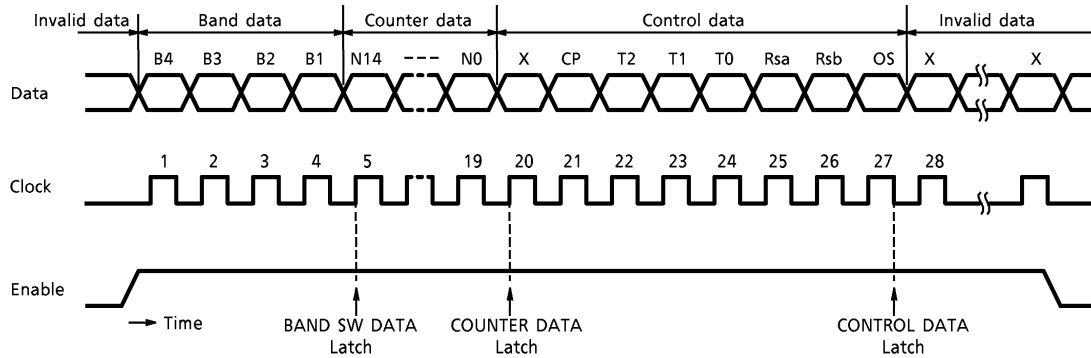 Invalid data Band data Counter data Control data Invalid data
B4 B3 B2 B1 N14 ---- N0 X CP T2 T1 T0 Rsa Rsb OS X X
Data
1 2 3 4 5 19 20 21 22 23 24 25 26 27 28
Clock
Enable
Time
BAND SW DATA Latch
COUNTER DATA Latch
CONTROL DATA Latch